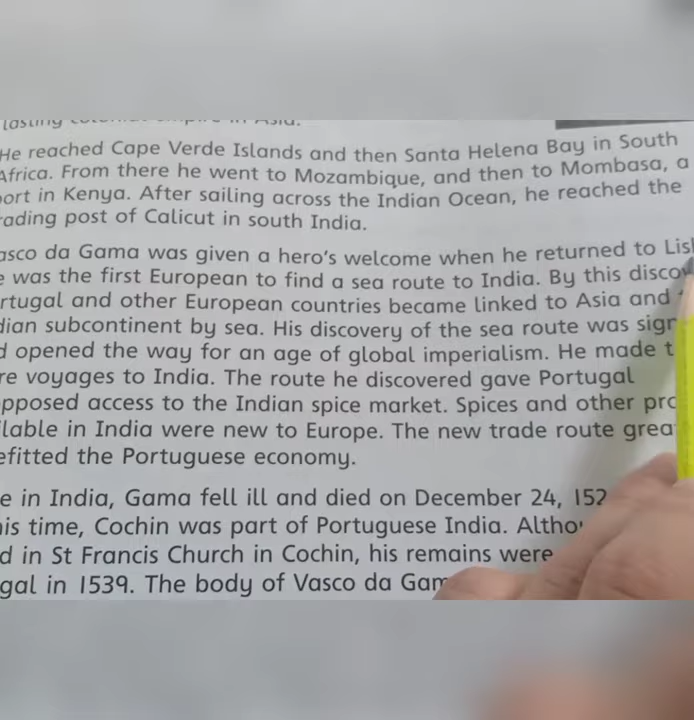 He reached Cape Verde Islands and then Santa Helena Bay in South
Africa. From there he went to Mozambique, and then to Mombasa, a
port in Kenya. After sailing across the Indian Ocean, he reached the
trading post of Calicut in south India.
asco da Gama was given a hero's welcome when he returned to Lis
e was the first European to find a sea route to India. By this disco
rtugal and other European countries became linked to Asia and
dian subcontinent by sea. His discovery of the sea route was sign
d opened the way for an age of global imperialism. He made t
re voyages to India. The route he discovered gave Portugal
pposed access to the Indian spice market. Spices and other pro
ilable in India were new to Europe. The new trade route grea
efitted the Portuguese economy.
e in India, Gama fell ill and died on December 24, 152
his time, Cochin was part of Portuguese India. Altho
d in St Francis Church in Cochin, his remains were
gal in 1539. The body of Vasco da Gam